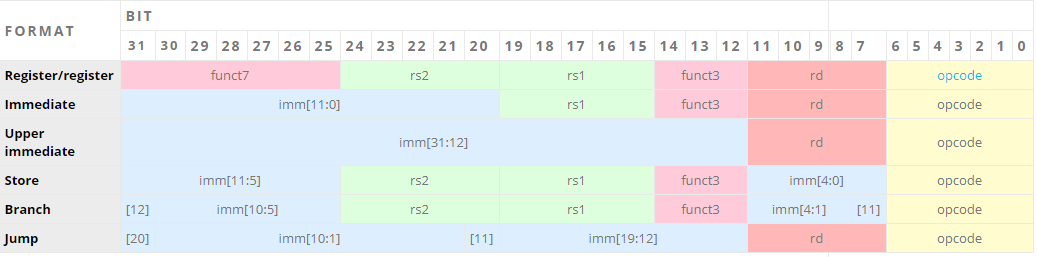 FORMAT BIT
31 30 29 28 27 26 25 24 23 22 21 20 19 18 17 16 15 14 13 12 11 10 9 8 7 6 5 4 3 2 1 0
Register/register funct7 rs2 rs1 funct3 rd opcode
Immediate imm[11:0] rs1 funct3 rd opcode
Upper
immediate imm[31:12] rd opcode
Store imm[11:5] rs2 rs1 funct3 imm[4:0] opcode
Branch [12] imm[10:5] rs2 rs1 funct3 imm[4:1] [11] opcode
Jump [20] imm[10:1] [11] imm[19:12] rd opcode